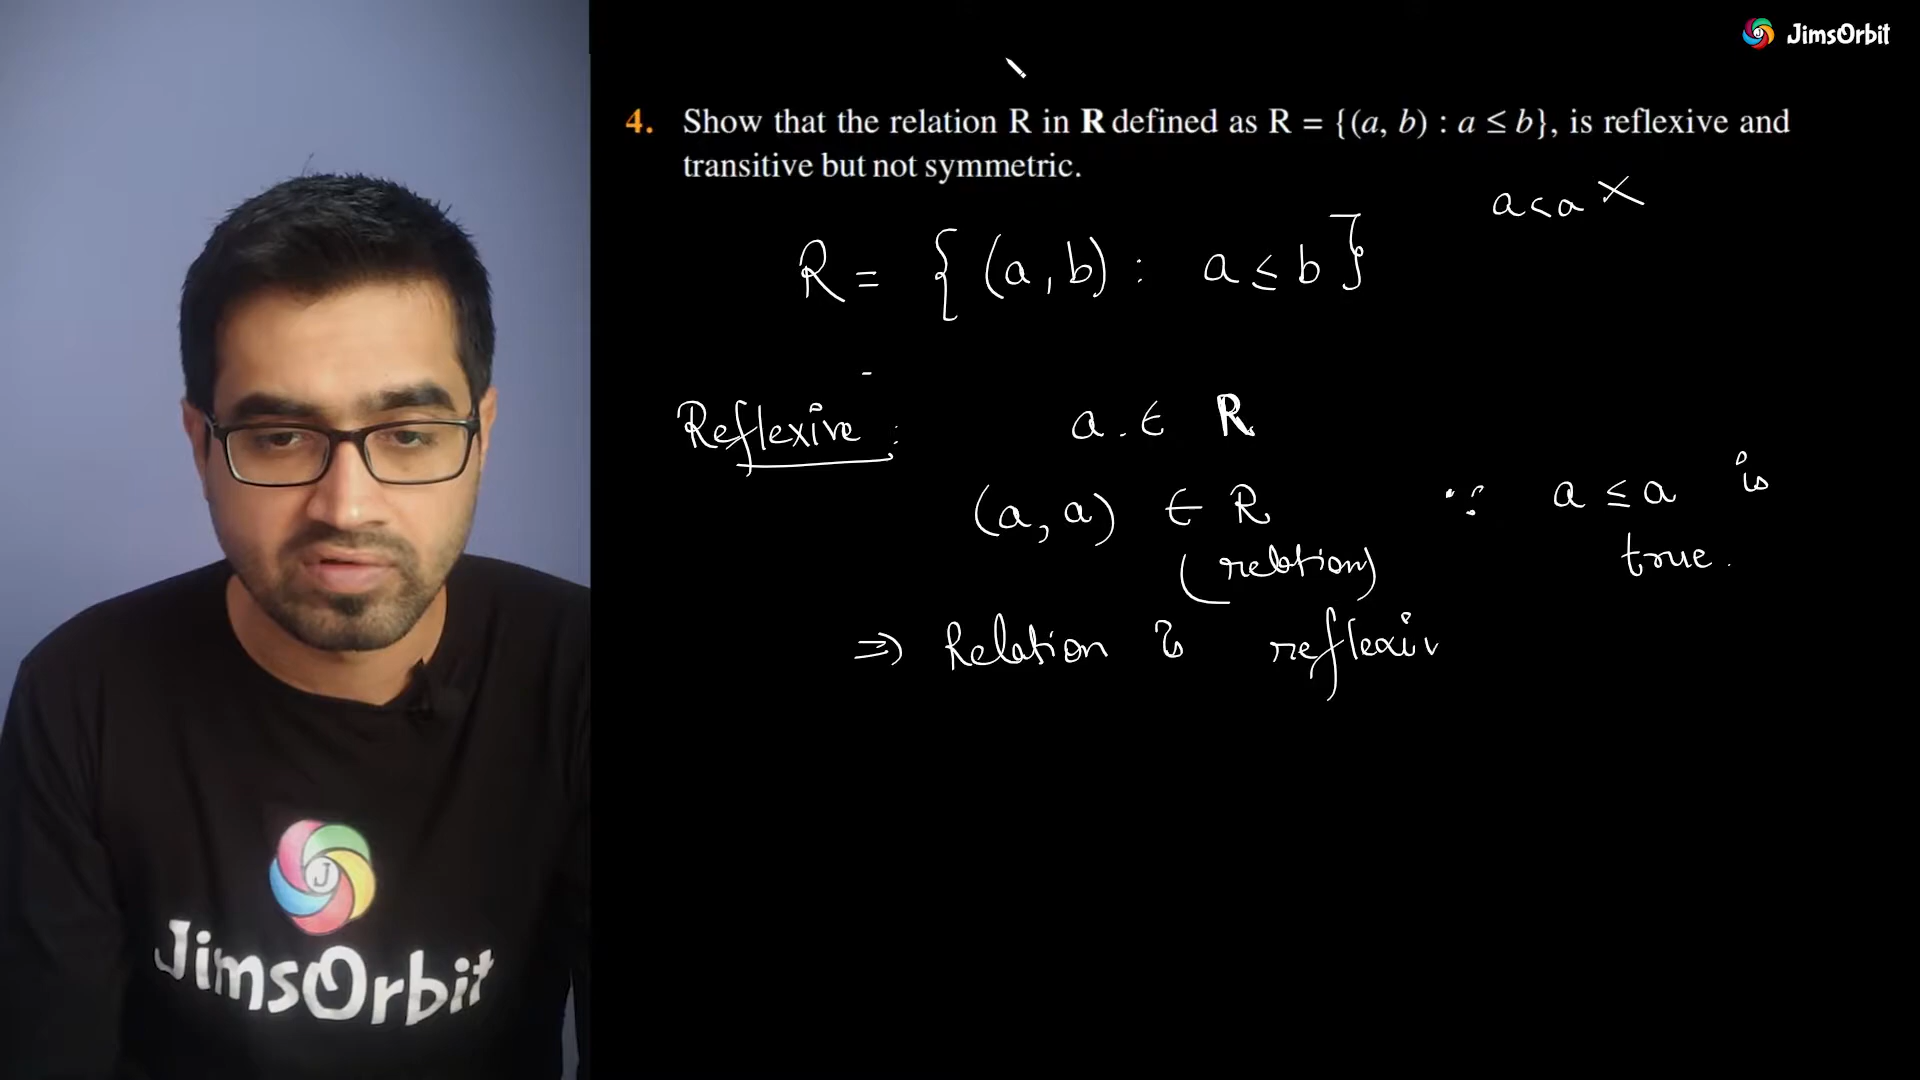 JimsOrbit
4. Show that the relation R in R defined as R = {(a, b) : a ≤ b}, is reflexive and
transitive but not symmetric.
a<a ×
R = { (a, b) : a ≤ b }
Reflexive : a . ∈ R
(a, a) ∈ R ∵ a ≤ a is
(relation) true.
⇒ Relation is reflexiv
J
JimsOrbit